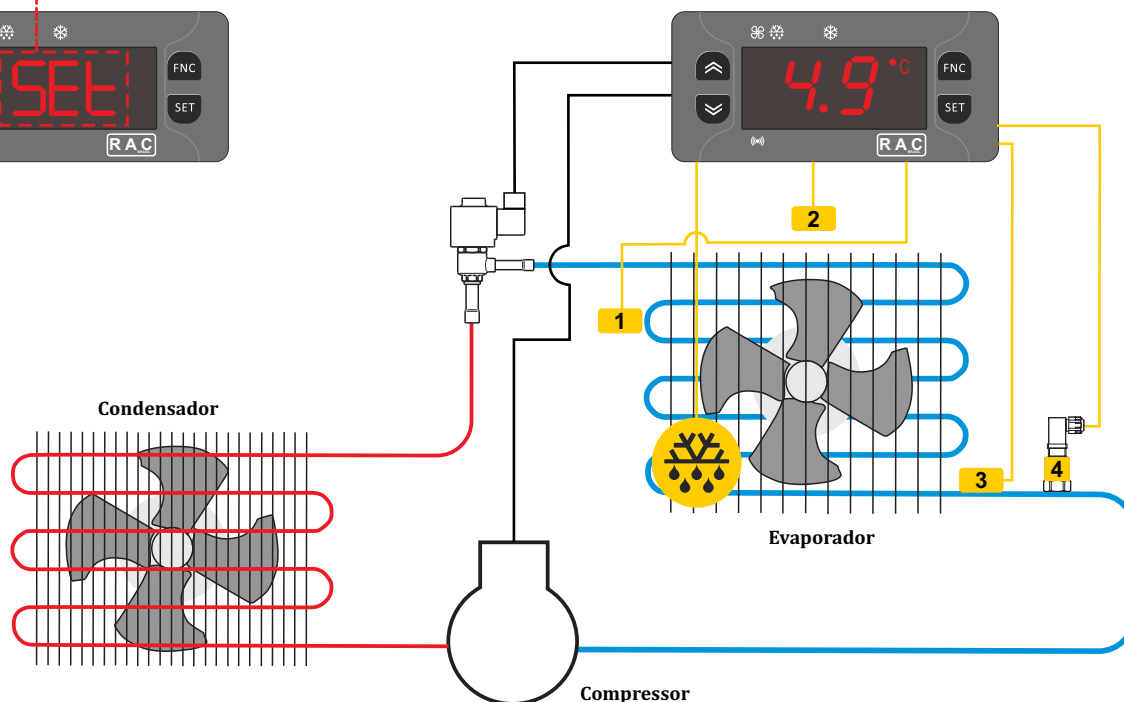 SEt
FNC
SET
RAC
4.9 °C
FNC
SET
RAC
2
1
Condensador
3
4
Evaporador
Compressor